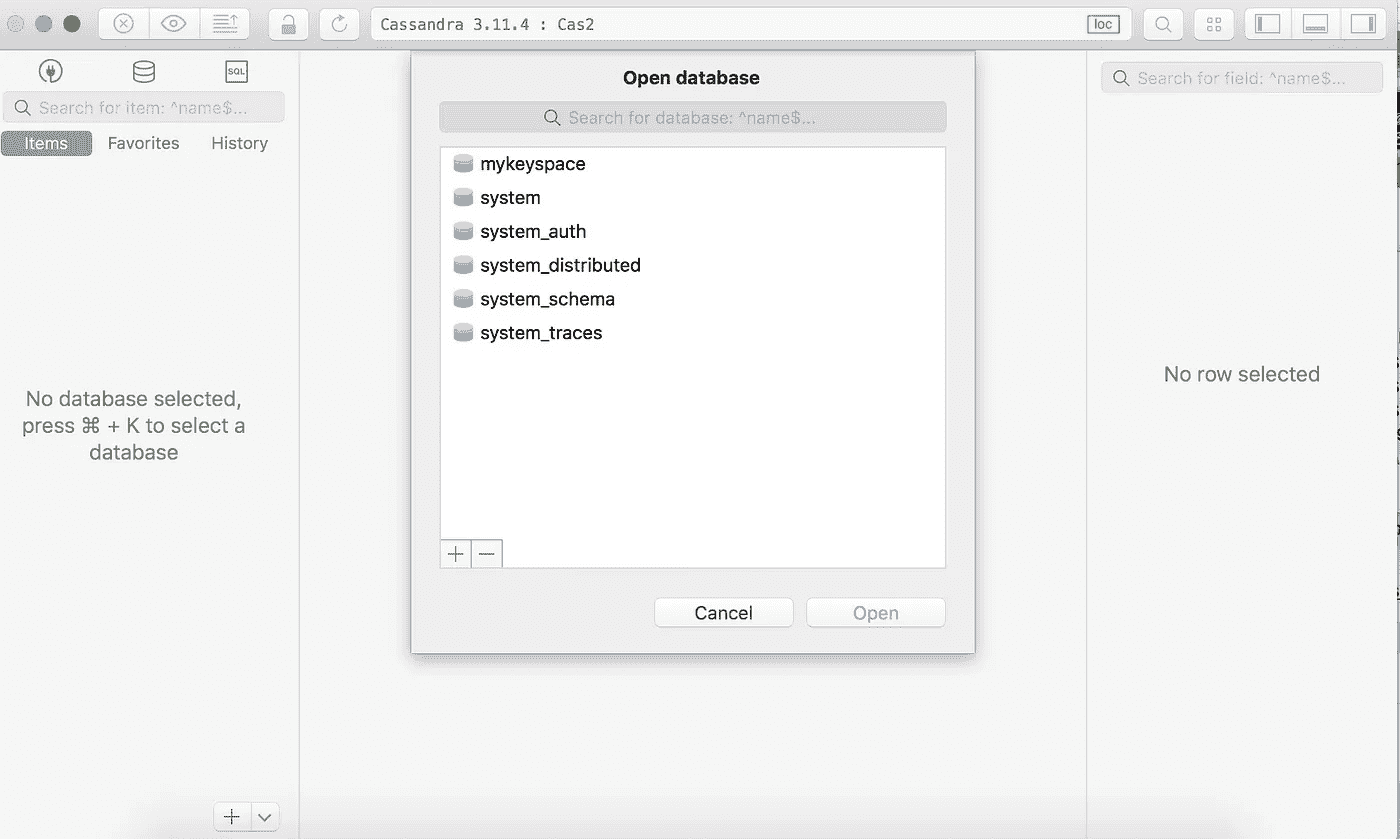 Cassandra 3.11.4 : Cas2
loc
SQL
Search for item: ^name$...
Items
Favorites
History
No database selected,
press ⌘ + K to select a
database
Open database
Search for database: ^name$...
mykeyspace
system
system_auth
system_distributed
system_schema
system_traces
Cancel
Open
Search for field: ^name$...
No row selected